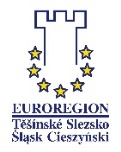 EUROREGION
Těšínské Slezsko
Śląsk Cieszyński